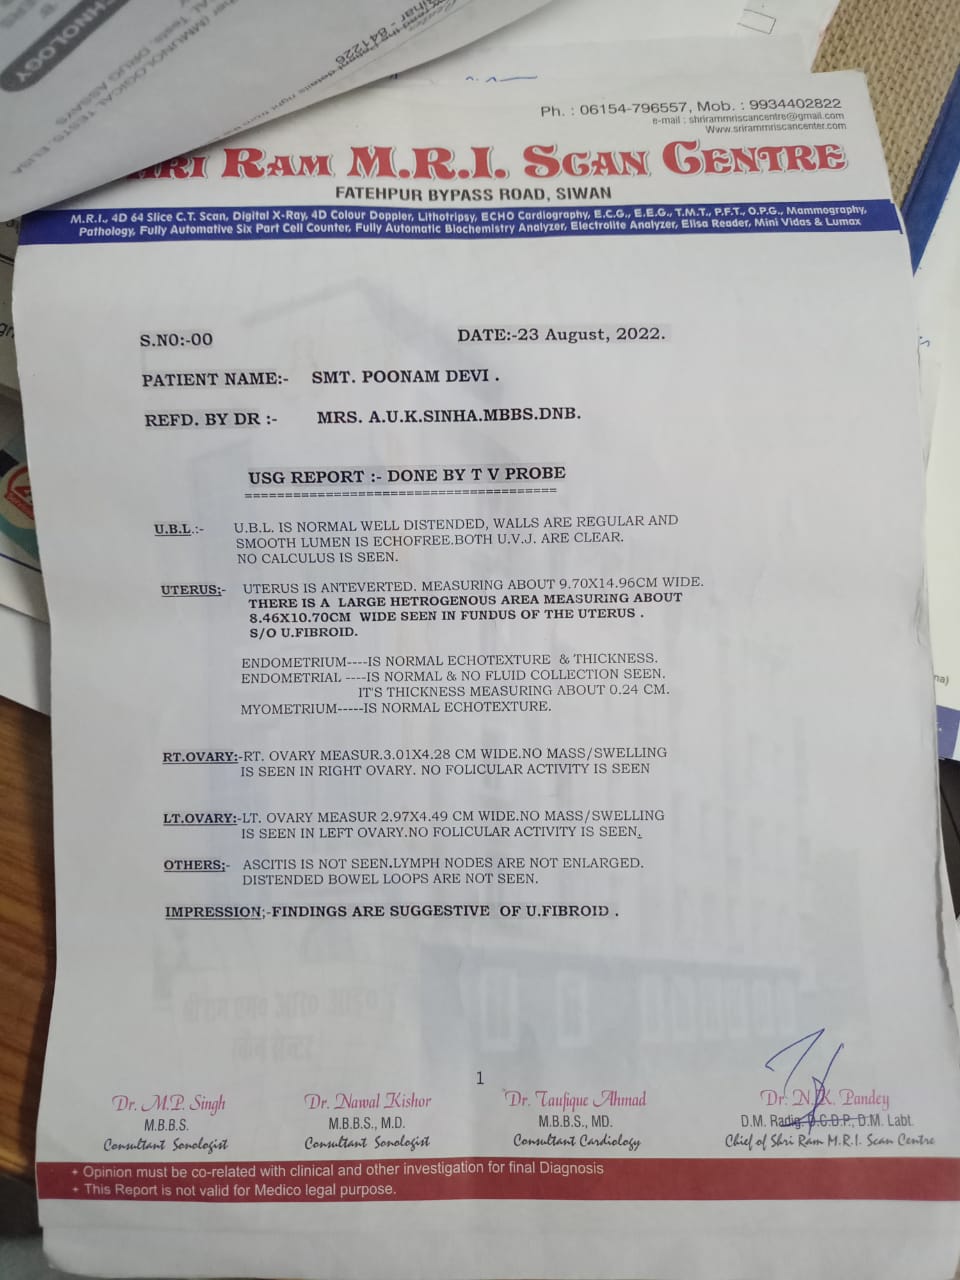 Bihar - 841226
TECHNOLOGY
IMMUNOLOGICAL TESTS- ELISA
DRUG ASSAYS
Ph. : 06154-796557, Mob. : 9934402822
e-mail : shrirammriscancentre@gmail.com
Www.srirammriscancenter.com
SHRI RAM M.R.I. SCAN CENTRE
FATEHPUR BYPASS ROAD, SIWAN
M.R.I., 4D 64 Slice C.T. Scan, Digital X-Ray, 4D Colour Doppler, Lithotripsy, ECHO Cardiography, E.C.G., E.E.G., T.M.T., P.F.T., O.P.G., Mammography,
Pathology, Fully Automative Six Part Cell Counter, Fully Automatic Biochemistry Analyzer, Electrolite Analyzer, Elisa Reader, Mini Vidas & Lumax
S.NO:-00 DATE:-23 August, 2022.
PATIENT NAME:- SMT. POONAM DEVI .
REFD. BY DR :- MRS. A.U.K.SINHA.MBBS.DNB.
USG REPORT :- DONE BY T V PROBE
======================================
U.B.L.:- U.B.L. IS NORMAL WELL DISTENDED, WALLS ARE REGULAR AND
SMOOTH LUMEN IS ECHOFREE.BOTH U.V.J. ARE CLEAR.
NO CALCULUS IS SEEN.
UTERUS;- UTERUS IS ANTEVERTED. MEASURING ABOUT 9.70X14.96CM WIDE.
THERE IS A LARGE HETROGENOUS AREA MEASURING ABOUT
8.46X10.70CM WIDE SEEN IN FUNDUS OF THE UTERUS .
S/O U.FIBROID.
ENDOMETRIUM----IS NORMAL ECHOTEXTURE & THICKNESS.
ENDOMETRIAL ----IS NORMAL & NO FLUID COLLECTION SEEN.
IT'S THICKNESS MEASURING ABOUT 0.24 CM.
MYOMETRIUM-----IS NORMAL ECHOTEXTURE.
RT.OVARY:-RT. OVARY MEASUR.3.01X4.28 CM WIDE.NO MASS/SWELLING
IS SEEN IN RIGHT OVARY. NO FOLICULAR ACTIVITY IS SEEN
LT.OVARY:-LT. OVARY MEASUR 2.97X4.49 CM WIDE.NO MASS/SWELLING
IS SEEN IN LEFT OVARY.NO FOLICULAR ACTIVITY IS SEEN.
OTHERS;- ASCITIS IS NOT SEEN.LYMPH NODES ARE NOT ENLARGED.
DISTENDED BOWEL LOOPS ARE NOT SEEN.
IMPRESSION;-FINDINGS ARE SUGGESTIVE OF U.FIBROID .
1
Dr. M.P. Singh
M.B.B.S.
Consultant Sonologist
Dr. Nawal Kishor
M.B.B.S., M.D.
Consultant Sonologist
Dr. Taufique Ahmad
M.B.B.S., MD.
Consultant Cardiology
Dr. N.K. Pandey
D.M. Radig, D.C.D.P., D.M. Labt.
Chief of Shri Ram M.R.I. Scan Centre
+ Opinion must be co-related with clinical and other investigation for final Diagnosis
+ This Report is not valid for Medico legal purpose.